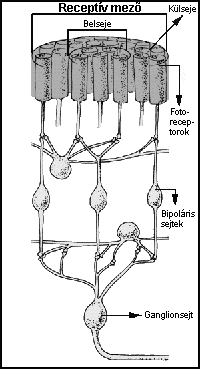 Receptív mező
Külseje
Belseje
Foto-
recep-
torok
Bipoláris
sejtek
Ganglionsejt